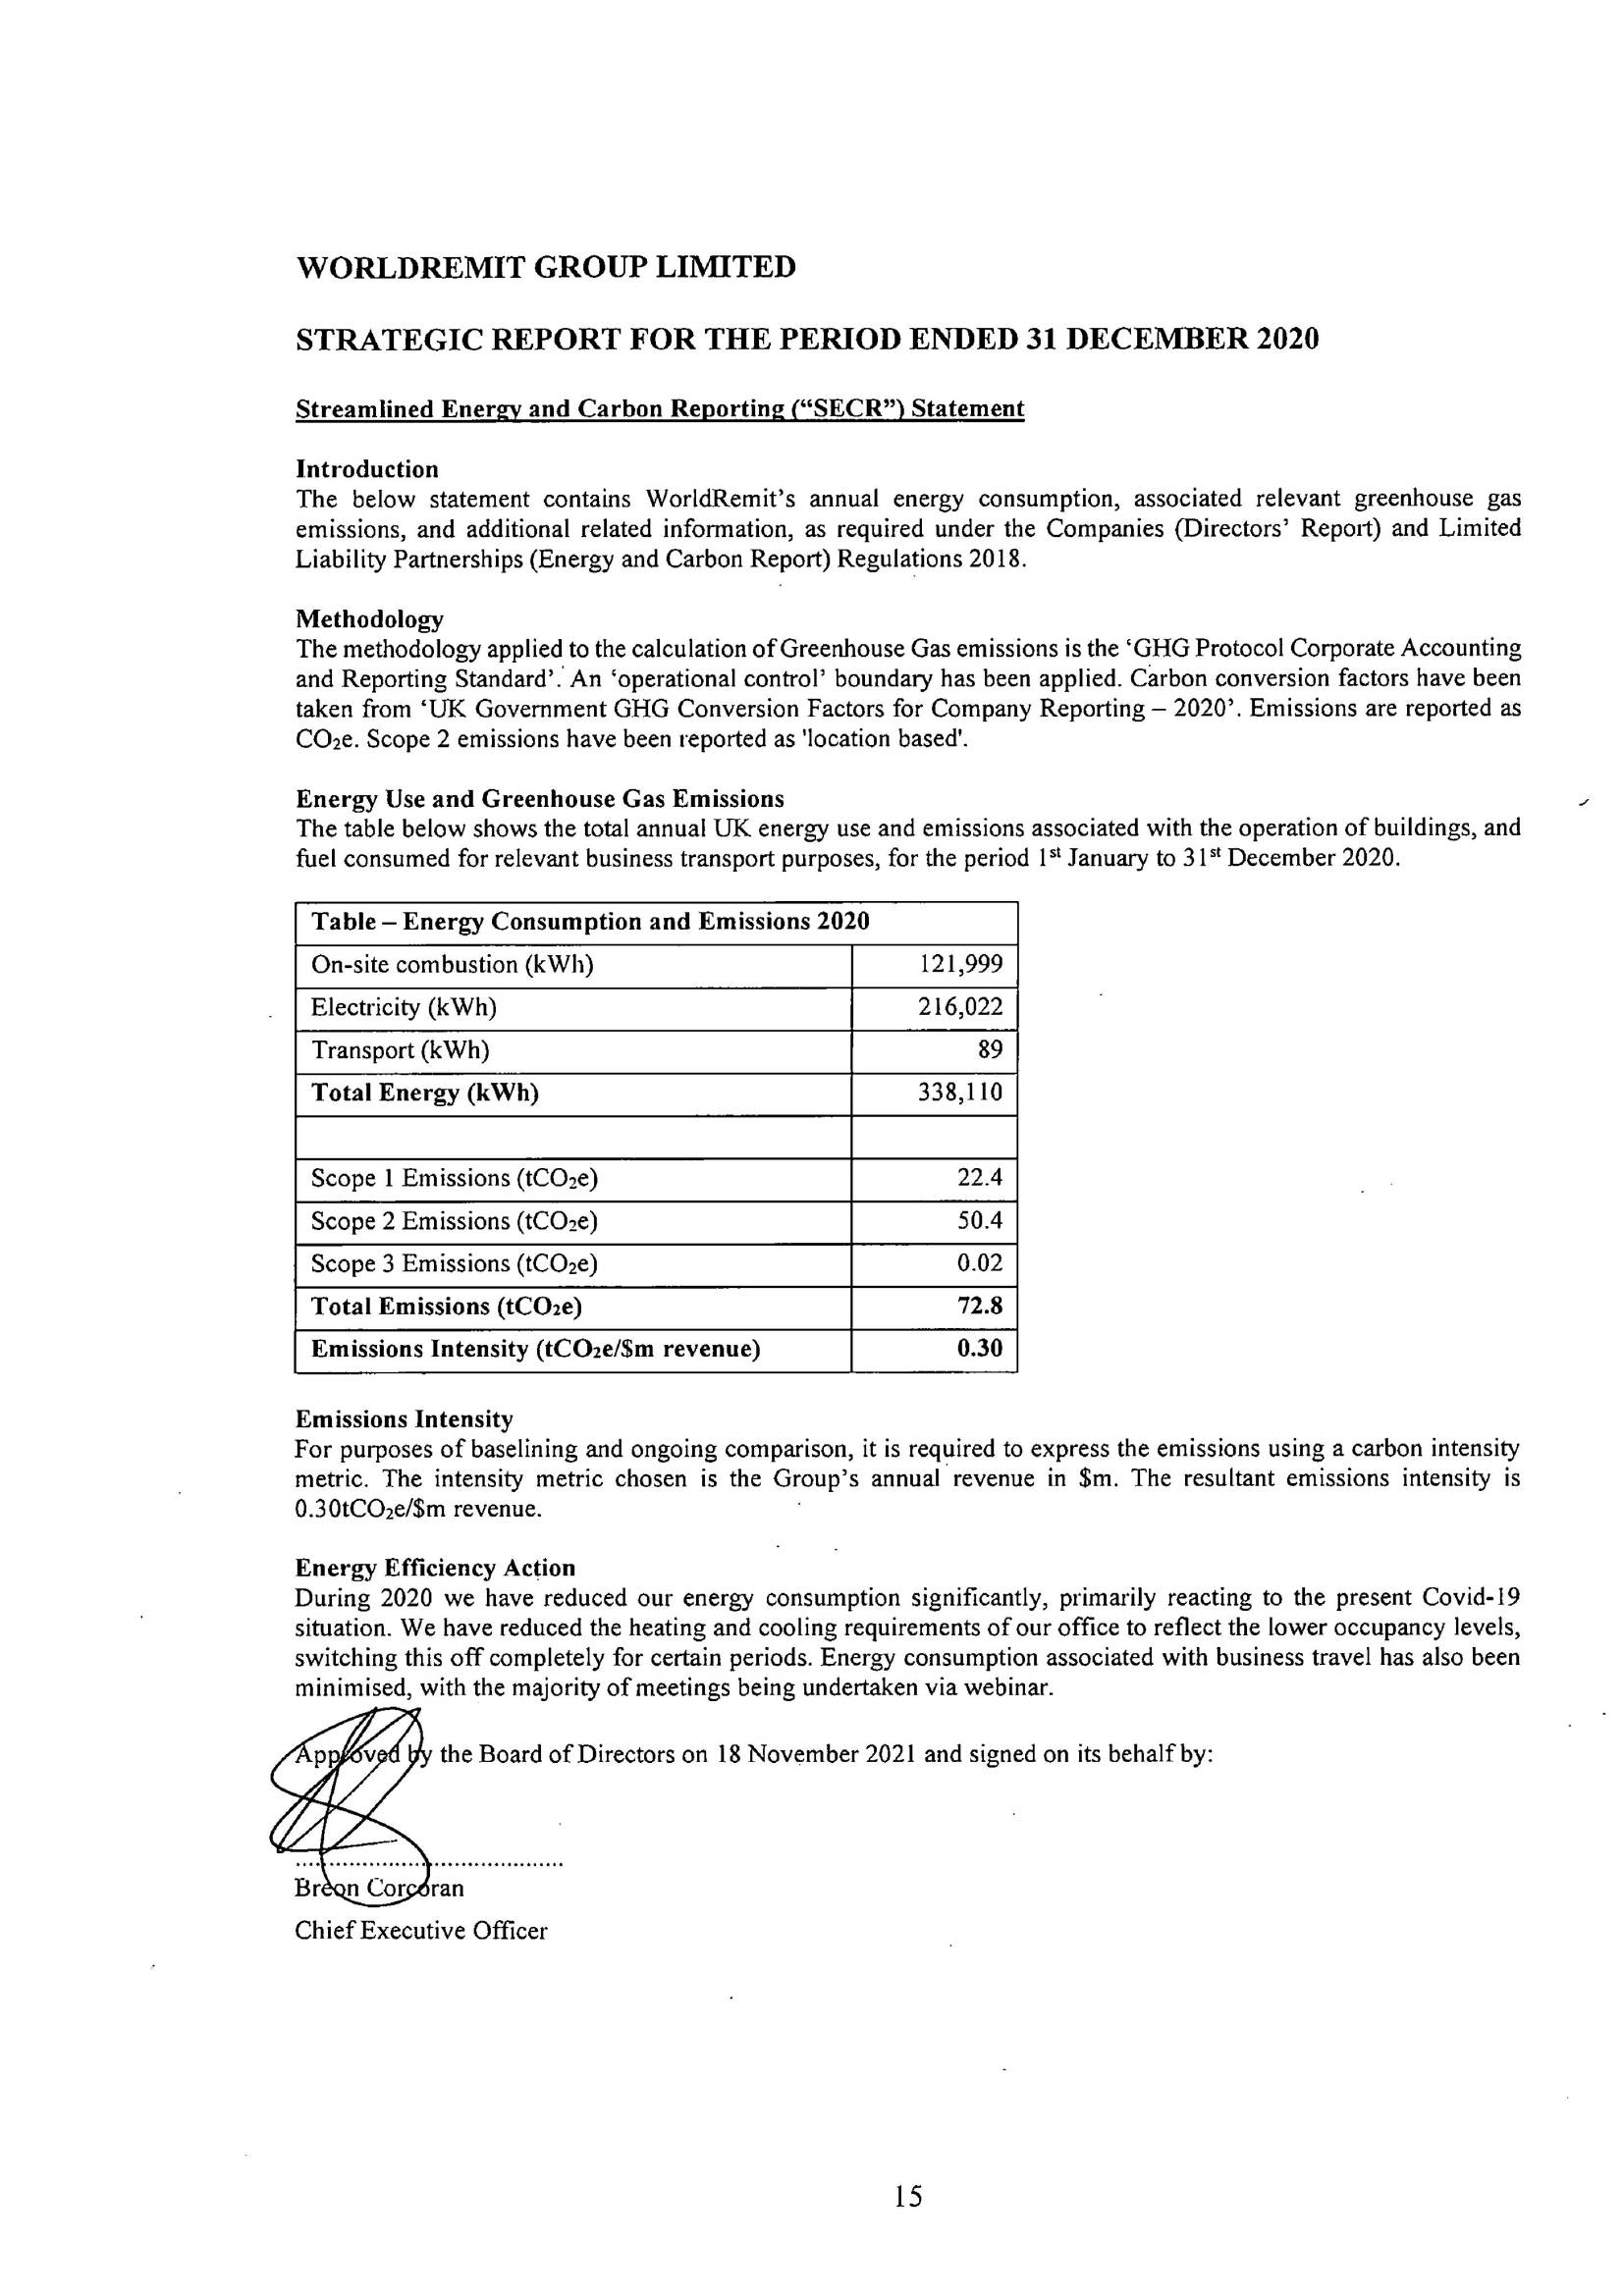 WORLDREMIT GROUP LIMITED
STRATEGIC REPORT FOR THE PERIOD ENDED 31 DECEMBER 2020
Streamlined Energy and Carbon Reporting (“SECR”) Statement
Introduction
The below statement contains WorldRemit’s annual energy consumption, associated relevant greenhouse gas
emissions, and additional related information, as required under the Companies (Directors’ Report) and Limited
Liability Partnerships (Energy and Carbon Report) Regulations 2018.
Methodology
The methodology applied to the calculation of Greenhouse Gas emissions is the ‘GHG Protocol Corporate Accounting
and Reporting Standard’. An ‘operational control’ boundary has been applied. Carbon conversion factors have been
taken from ‘UK Government GHG Conversion Factors for Company Reporting – 2020’. Emissions are reported as
CO₂e. Scope 2 emissions have been reported as 'location based'.
Energy Use and Greenhouse Gas Emissions
The table below shows the total annual UK energy use and emissions associated with the operation of buildings, and
fuel consumed for relevant business transport purposes, for the period 1st January to 31st December 2020.
Table – Energy Consumption and Emissions 2020
On-site combustion (kWh) 121,999
Electricity (kWh) 216,022
Transport (kWh) 89
Total Energy (kWh) 338,110
Scope 1 Emissions (tCO₂e) 22.4
Scope 2 Emissions (tCO₂e) 50.4
Scope 3 Emissions (tCO₂e) 0.02
Total Emissions (tCO₂e) 72.8
Emissions Intensity (tCO₂e/$m revenue) 0.30
Emissions Intensity
For purposes of baselining and ongoing comparison, it is required to express the emissions using a carbon intensity
metric. The intensity metric chosen is the Group’s annual revenue in $m. The resultant emissions intensity is
0.30tCO₂e/$m revenue.
Energy Efficiency Action
During 2020 we have reduced our energy consumption significantly, primarily reacting to the present Covid-19
situation. We have reduced the heating and cooling requirements of our office to reflect the lower occupancy levels,
switching this off completely for certain periods. Energy consumption associated with business travel has also been
minimised, with the majority of meetings being undertaken via webinar.
Approved by the Board of Directors on 18 November 2021 and signed on its behalf by:
Breon Corcoran
Chief Executive Officer
15